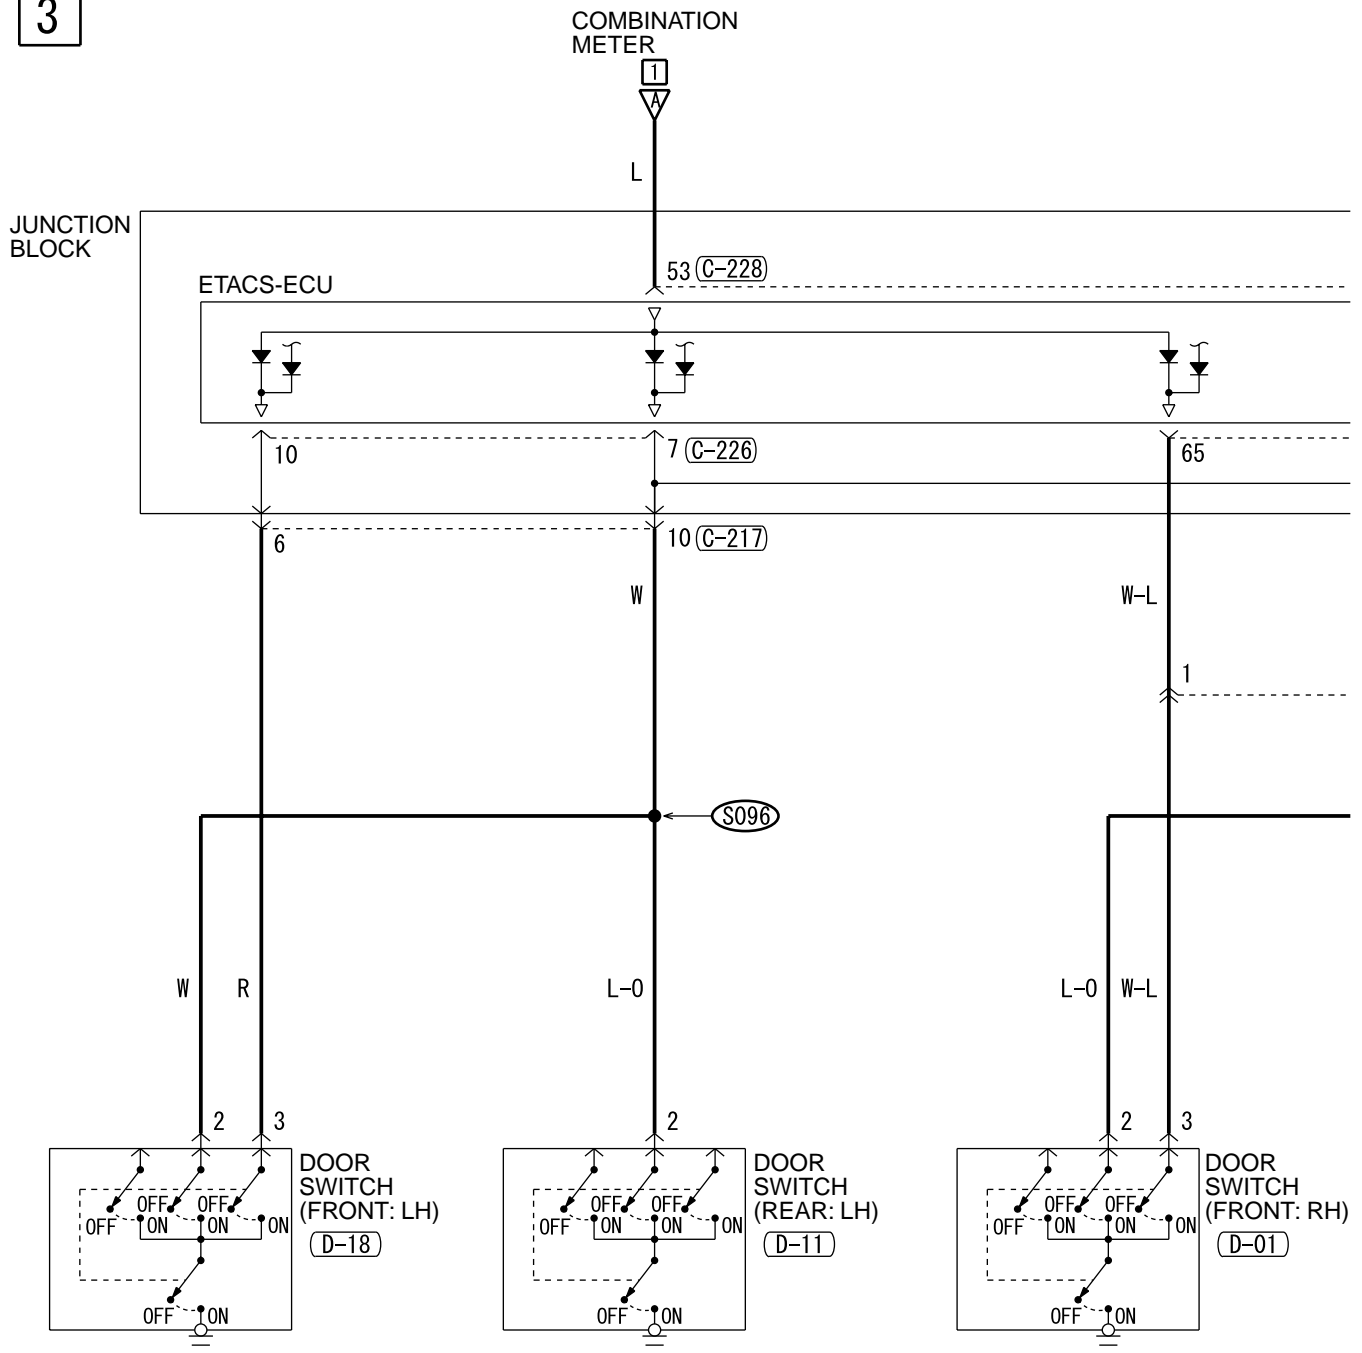 3
COMBINATION
METER
1
A
L
JUNCTION
BLOCK
53 C-228
ETACS-ECU
10
7 C-226
65
6
10 C-217
W
W-L
1
S096
W
R
L-O
L-O
W-L
2
3
2
2
3
DOOR
SWITCH
(FRONT: LH)
D-18
OFF
OFF
OFF
ON
ON
ON
OFF
ON
DOOR
SWITCH
(REAR: LH)
D-11
OFF
OFF
OFF
ON
ON
ON
OFF
ON
DOOR
SWITCH
(FRONT: RH)
D-01
OFF
OFF
OFF
ON
ON
ON
OFF
ON